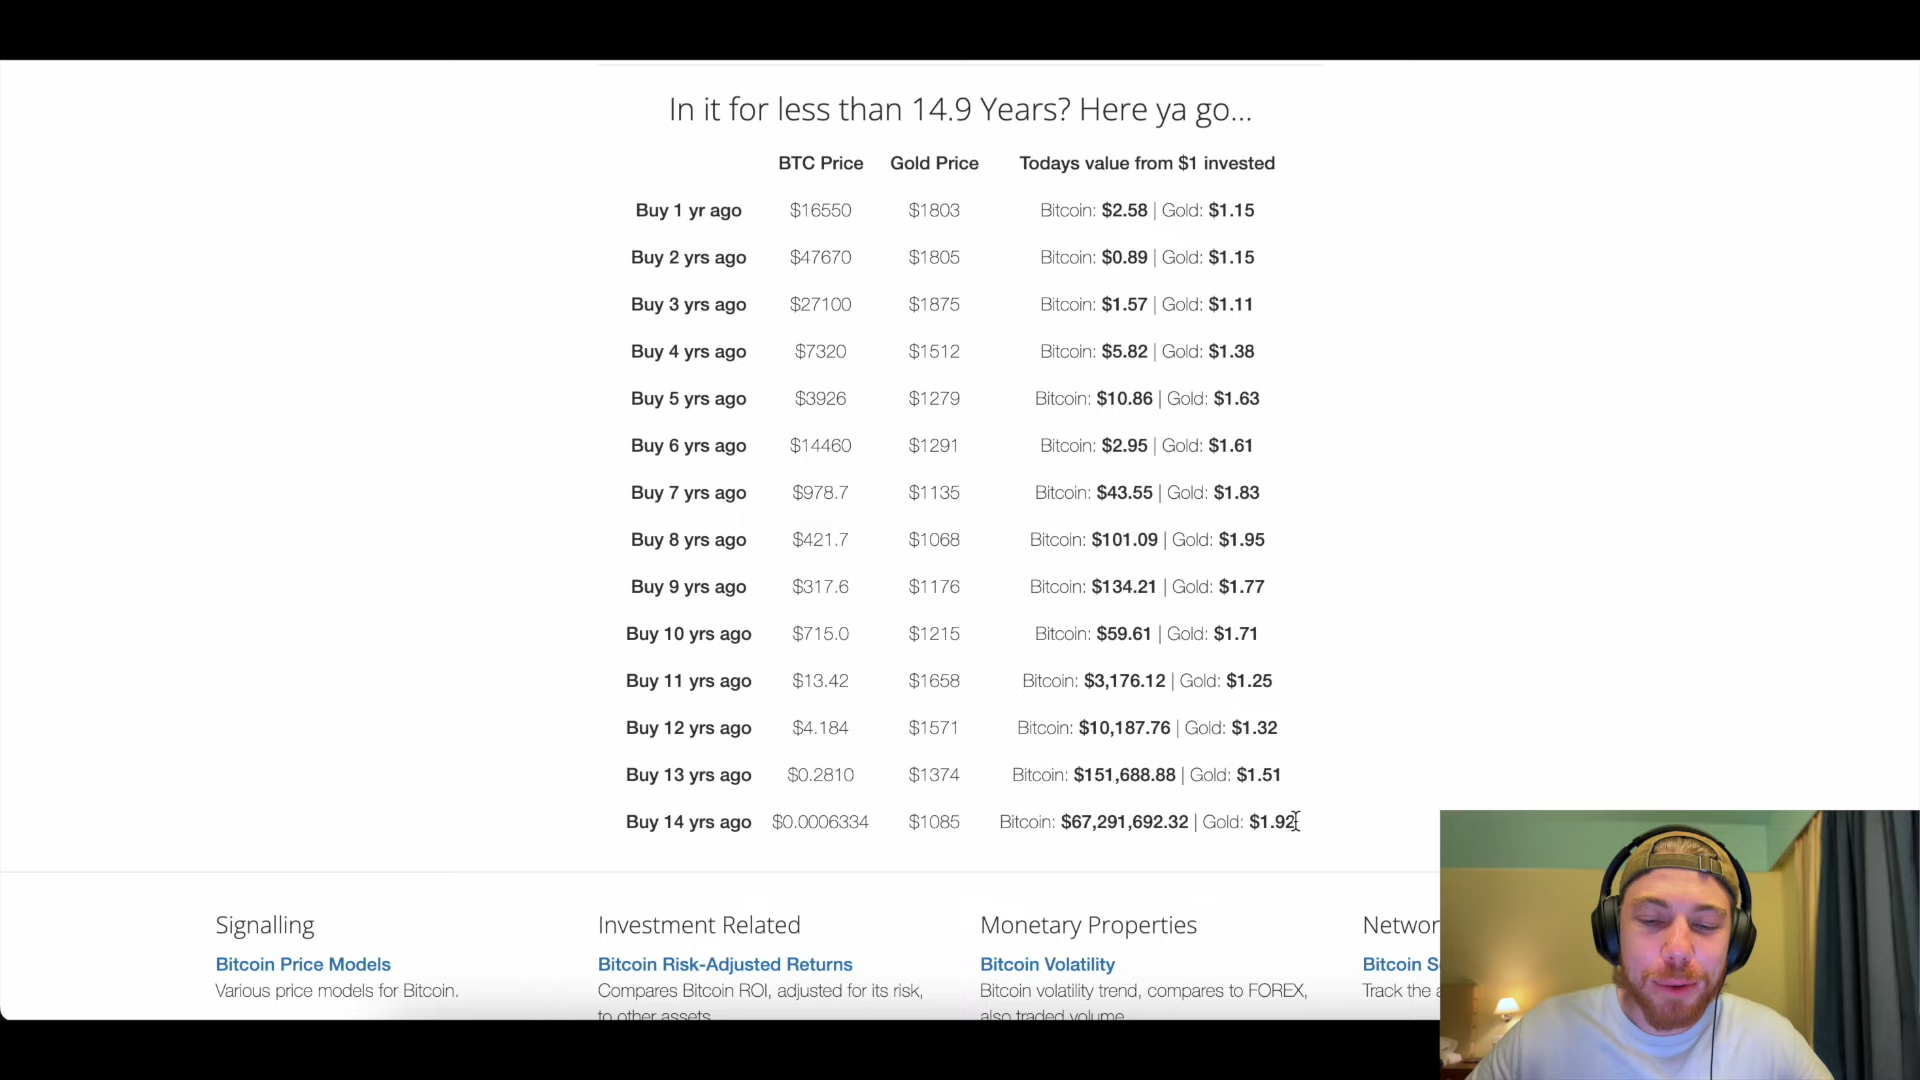 In it for less than 14.9 Years? Here ya go...
BTC Price Gold Price Todays value from $1 invested
Buy 1 yr ago $16550 $1803 Bitcoin: $2.58 | Gold: $1.15
Buy 2 yrs ago $47670 $1805 Bitcoin: $0.89 | Gold: $1.15
Buy 3 yrs ago $27100 $1875 Bitcoin: $1.57 | Gold: $1.11
Buy 4 yrs ago $7320 $1512 Bitcoin: $5.82 | Gold: $1.38
Buy 5 yrs ago $3926 $1279 Bitcoin: $10.86 | Gold: $1.63
Buy 6 yrs ago $14460 $1291 Bitcoin: $2.95 | Gold: $1.61
Buy 7 yrs ago $978.7 $1135 Bitcoin: $43.55 | Gold: $1.83
Buy 8 yrs ago $421.7 $1068 Bitcoin: $101.09 | Gold: $1.95
Buy 9 yrs ago $317.6 $1176 Bitcoin: $134.21 | Gold: $1.77
Buy 10 yrs ago $715.0 $1215 Bitcoin: $59.61 | Gold: $1.71
Buy 11 yrs ago $13.42 $1658 Bitcoin: $3,176.12 | Gold: $1.25
Buy 12 yrs ago $4.184 $1571 Bitcoin: $10,187.76 | Gold: $1.32
Buy 13 yrs ago $0.2810 $1374 Bitcoin: $151,688.88 | Gold: $1.51
Buy 14 yrs ago $0.0006334 $1085 Bitcoin: $67,291,692.32 | Gold: $1.92
Signalling
Bitcoin Price Models
Various price models for Bitcoin.
Investment Related
Bitcoin Risk-Adjusted Returns
Compares Bitcoin ROI, adjusted for its risk,
to other assets
Monetary Properties
Bitcoin Volatility
Bitcoin volatility trend, compares to FOREX,
also traded volume
Networ
Bitcoin S
Track the a